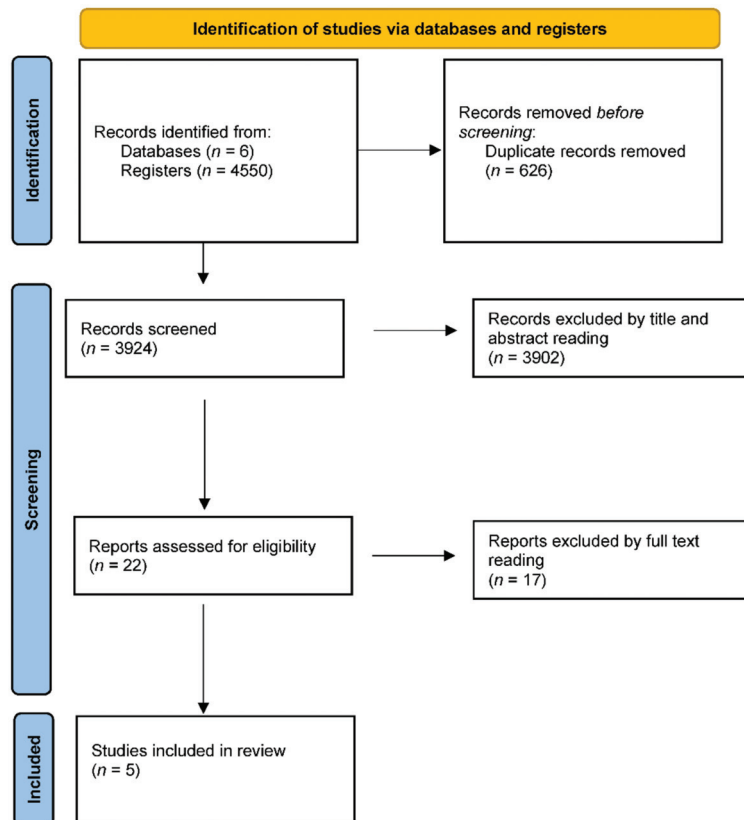 Identification of studies via databases and registers
Identification
Records identified from:
Databases (n = 6)
Registers (n = 4550)
Records removed before
screening:
Duplicate records removed
(n = 626)
Screening
Records screened
(n = 3924)
Records excluded by title and
abstract reading
(n = 3902)
Reports assessed for eligibility
(n = 22)
Reports excluded by full text
reading
(n = 17)
Included
Studies included in review
(n = 5)